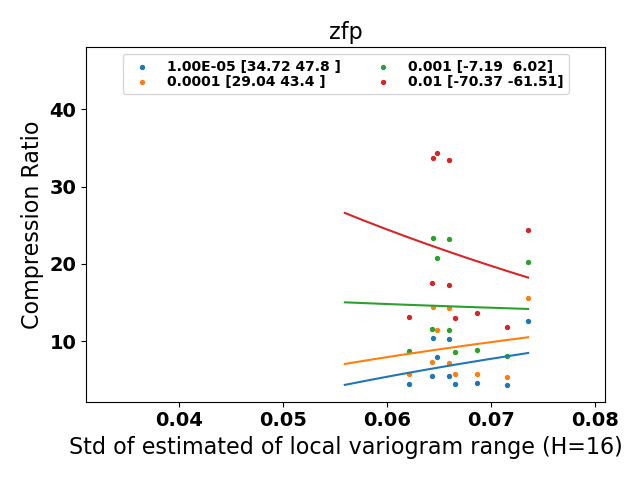 zfp
1.00E-05 [34.72 47.8 ]
0.0001 [29.04 43.4 ]
0.001 [-7.19  6.02]
0.01 [-70.37 -61.51]
Compression Ratio
40
30
20
10
0.04 0.05 0.06 0.07 0.08
Std of estimated of local variogram range (H=16)